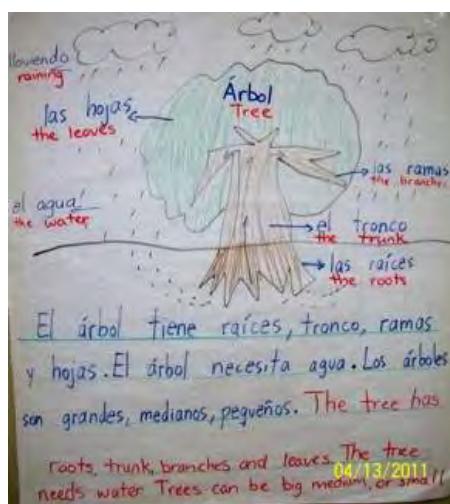 lloviendo
raining
Árbol
Tree
las hojas
the leaves
las ramas
the branches
el agua
the water
el tronco
the trunk
las raíces
the roots
El árbol tiene raíces, tronco, ramas
y hojas. El árbol necesita agua. Los árboles
son grandes, medianos, pequeños. The tree has
roots, trunk, branches and leaves. The tree
needs water Trees can be big medium, or small
04/13/2011